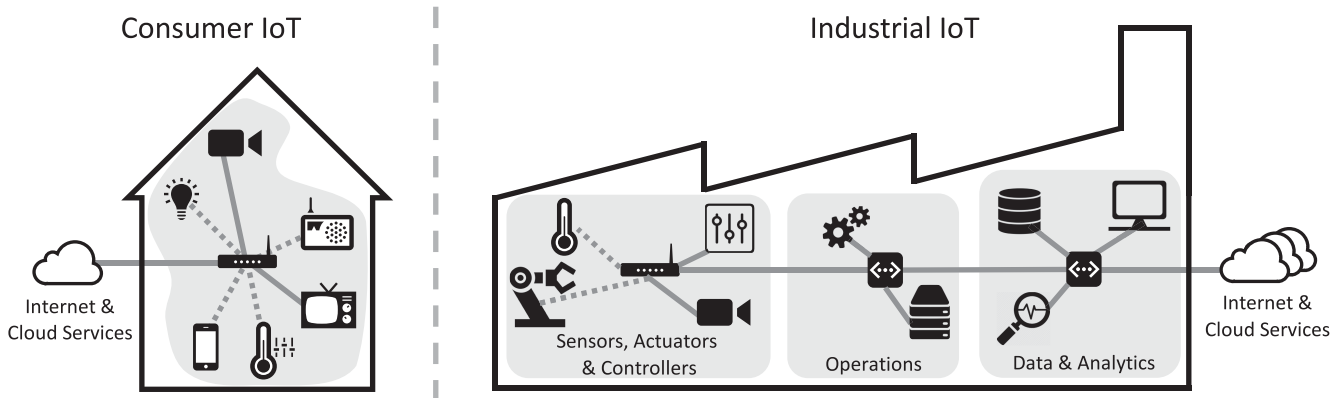 Consumer IoT
Internet &
Cloud Services
Industrial IoT
Sensors, Actuators
& Controllers
Operations
Data & Analytics
Internet &
Cloud Services